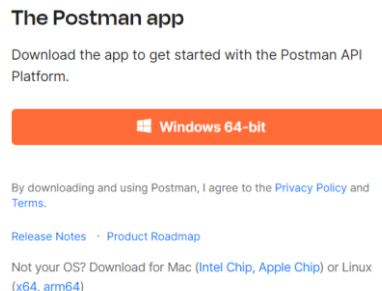 The Postman app
Download the app to get started with the Postman API
Platform.
Windows 64-bit
By downloading and using Postman, I agree to the Privacy Policy and
Terms.
Release Notes · Product Roadmap
Not your OS? Download for Mac (Intel Chip, Apple Chip) or Linux
(x64, arm64)